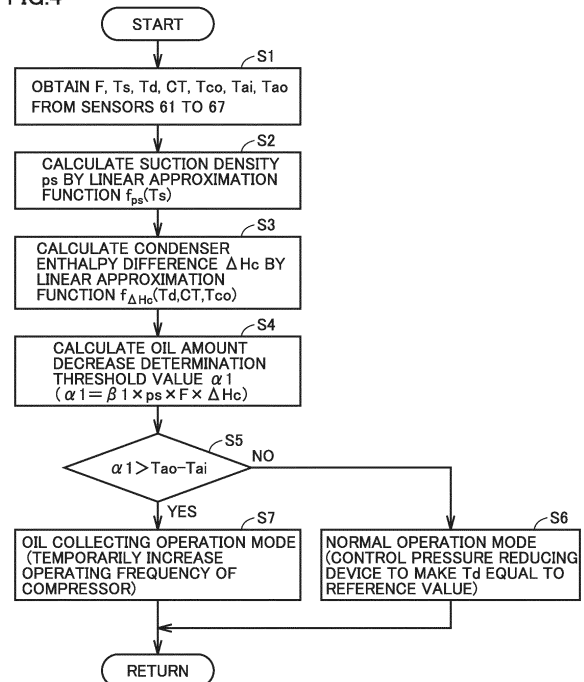 FIG.4
START
S1
OBTAIN F, Ts, Td, CT, Tco, Tai, Tao
FROM SENSORS 61 TO 67
S2
CALCULATE SUCTION DENSITY
ps BY LINEAR APPROXIMATION
FUNCTION fps(Ts)
S3
CALCULATE CONDENSER
ENTHALPY DIFFERENCE ΔHc BY
LINEAR APPROXIMATION
FUNCTION fΔHc(Td,CT,Tco)
S4
CALCULATE OIL AMOUNT
DECREASE DETERMINATION
THRESHOLD VALUE α1
(α1=β1×ps×F×ΔHc)
S5
α1>Tao-Tai
NO
YES
S7
OIL COLLECTING OPERATION MODE
(TEMPORARILY INCREASE
OPERATING FREQUENCY OF
COMPRESSOR)
S6
NORMAL OPERATION MODE
(CONTROL PRESSURE REDUCING
DEVICE TO MAKE Td EQUAL TO
REFERENCE VALUE)
RETURN